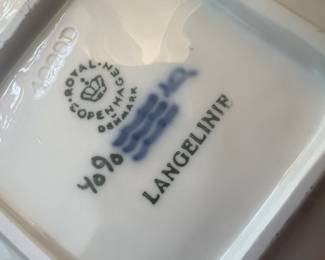 ROYAL
COPENHAGEN
DENMARK
4090
LANGELINIE